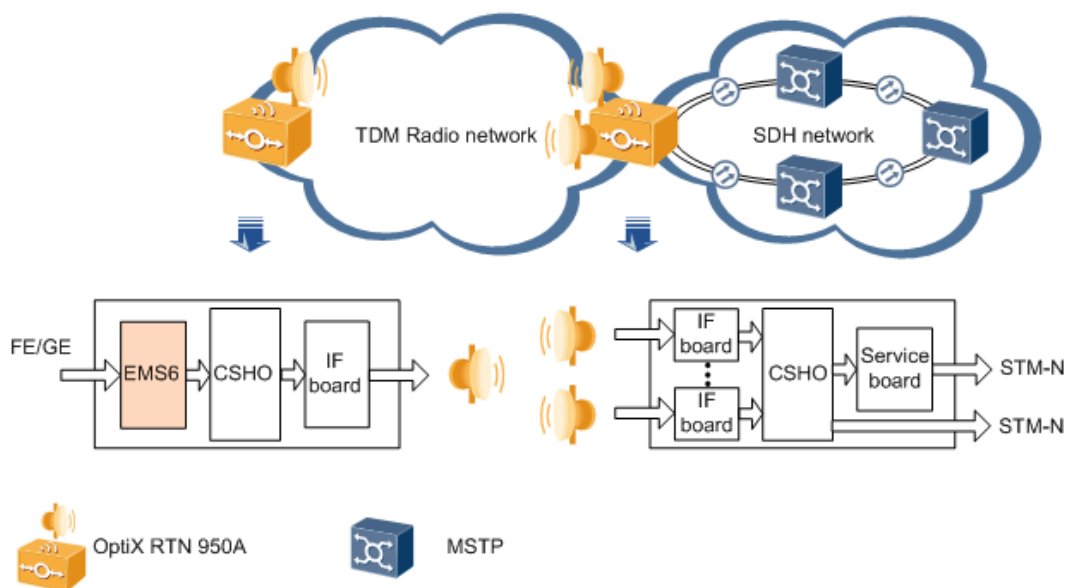 TDM Radio network
SDH network
FE/GE
EMS6
CSHO
IF
board
IF
board
IF
board
CSHO
Service
board
STM-N
STM-N
OptiX RTN 950A
MSTP